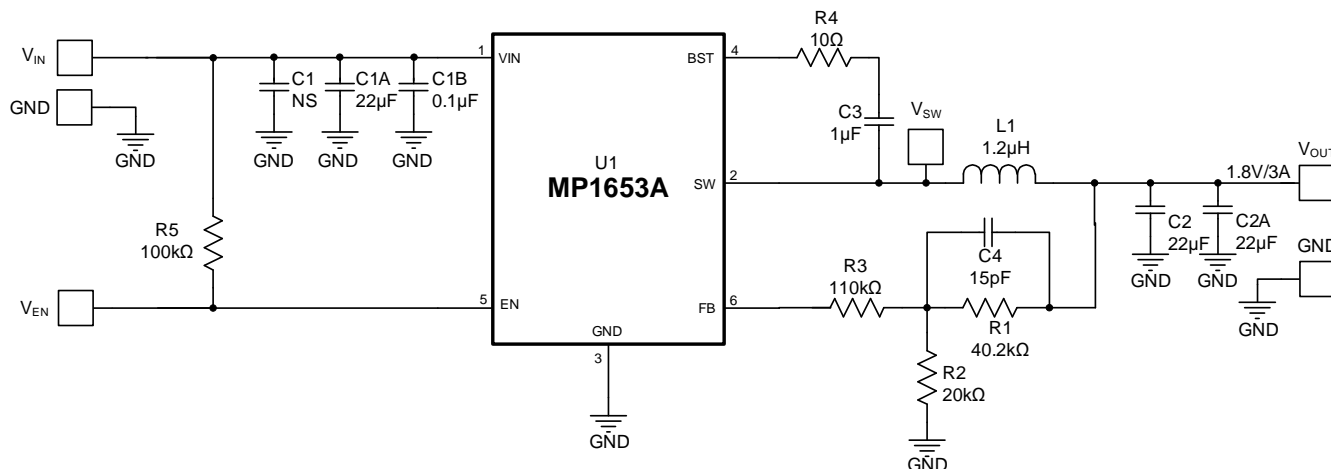 R4
10Ω
VIN
1
VIN
BST
4
C1
NS
C1A
22µF
C1B
0.1µF
GND
GND
GND
GND
GND
C3
1µF
VSW
L1
1.2µH
U1
MP1653A
SW
2
1.8V/3A
VOUT
R5
100kΩ
C2
22µF
C2A
22µF
GND
GND
GND
C4
15pF
R3
110kΩ
VEN
5
EN
FB
6
R1
40.2kΩ
GND
GND
3
R2
20kΩ
GND
GND